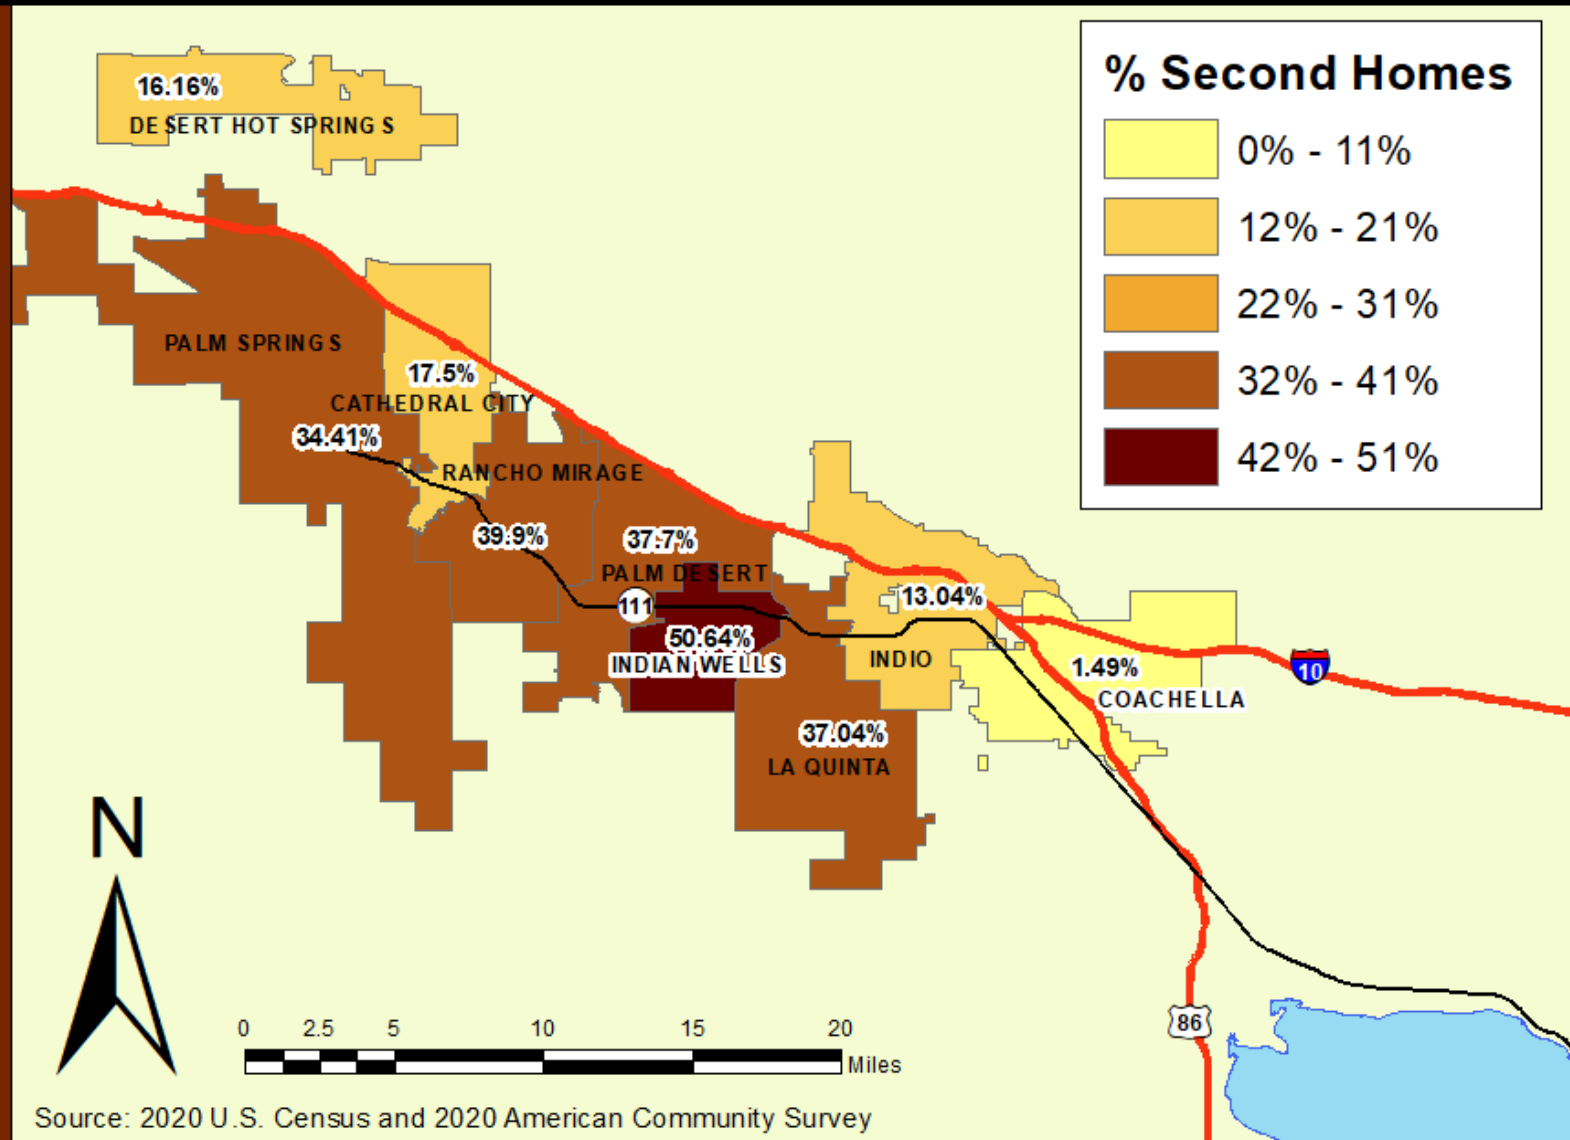 % Second Homes
0% - 11%
12% - 21%
22% - 31%
32% - 41%
42% - 51%
16.16%
DESERT HOT SPRINGS
PALM SPRINGS
34.41%
17.5%
CATHEDRAL CITY
RANCHO MIRAGE
39.9%
37.7%
PALM DESERT
111
50.64%
INDIAN WELLS
13.04%
INDIO
1.49%
COACHELLA
10
37.04%
LA QUINTA
86
N
0 2.5 5 10 15 20
Miles
Source: 2020 U.S. Census and 2020 American Community Survey